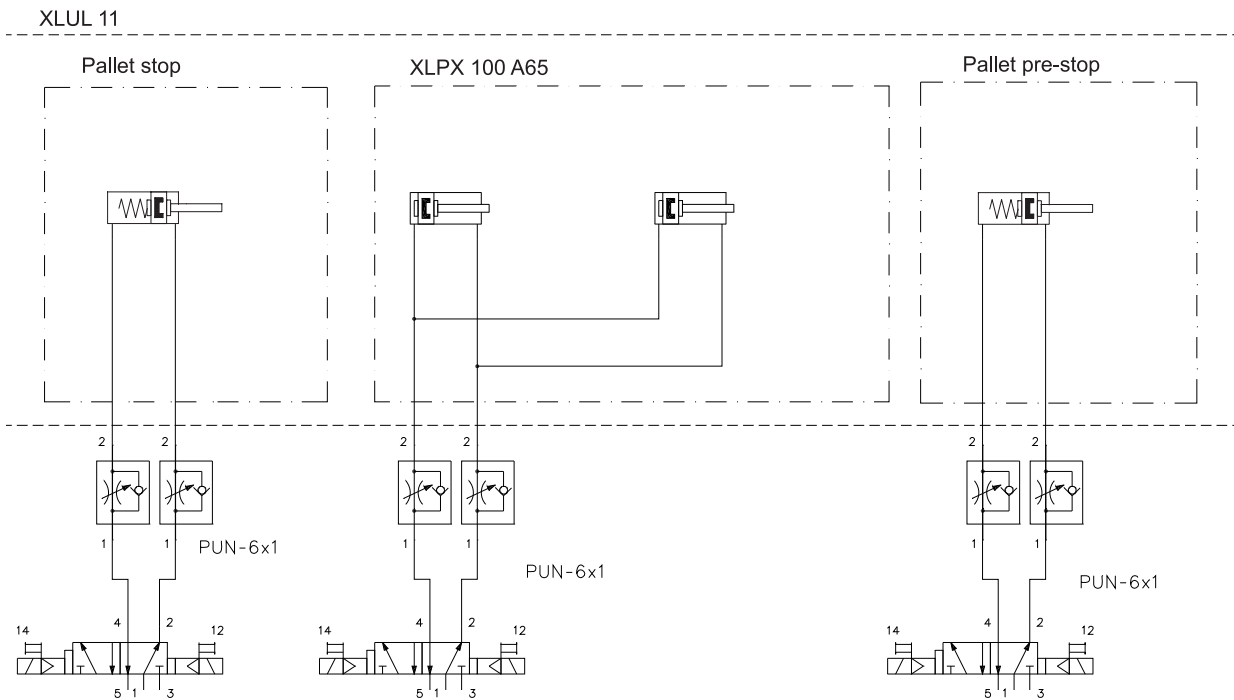 XLUL 11
Pallet stop
XLPX 100 A65
Pallet pre-stop
2 2 2 2 2 2
1 1 1 1 1 1
PUN-6x1
PUN-6x1
PUN-6x1
4 2 4 2 4 2
14 12 14 12 14 12
5 1 3 5 1 3 5 1 3